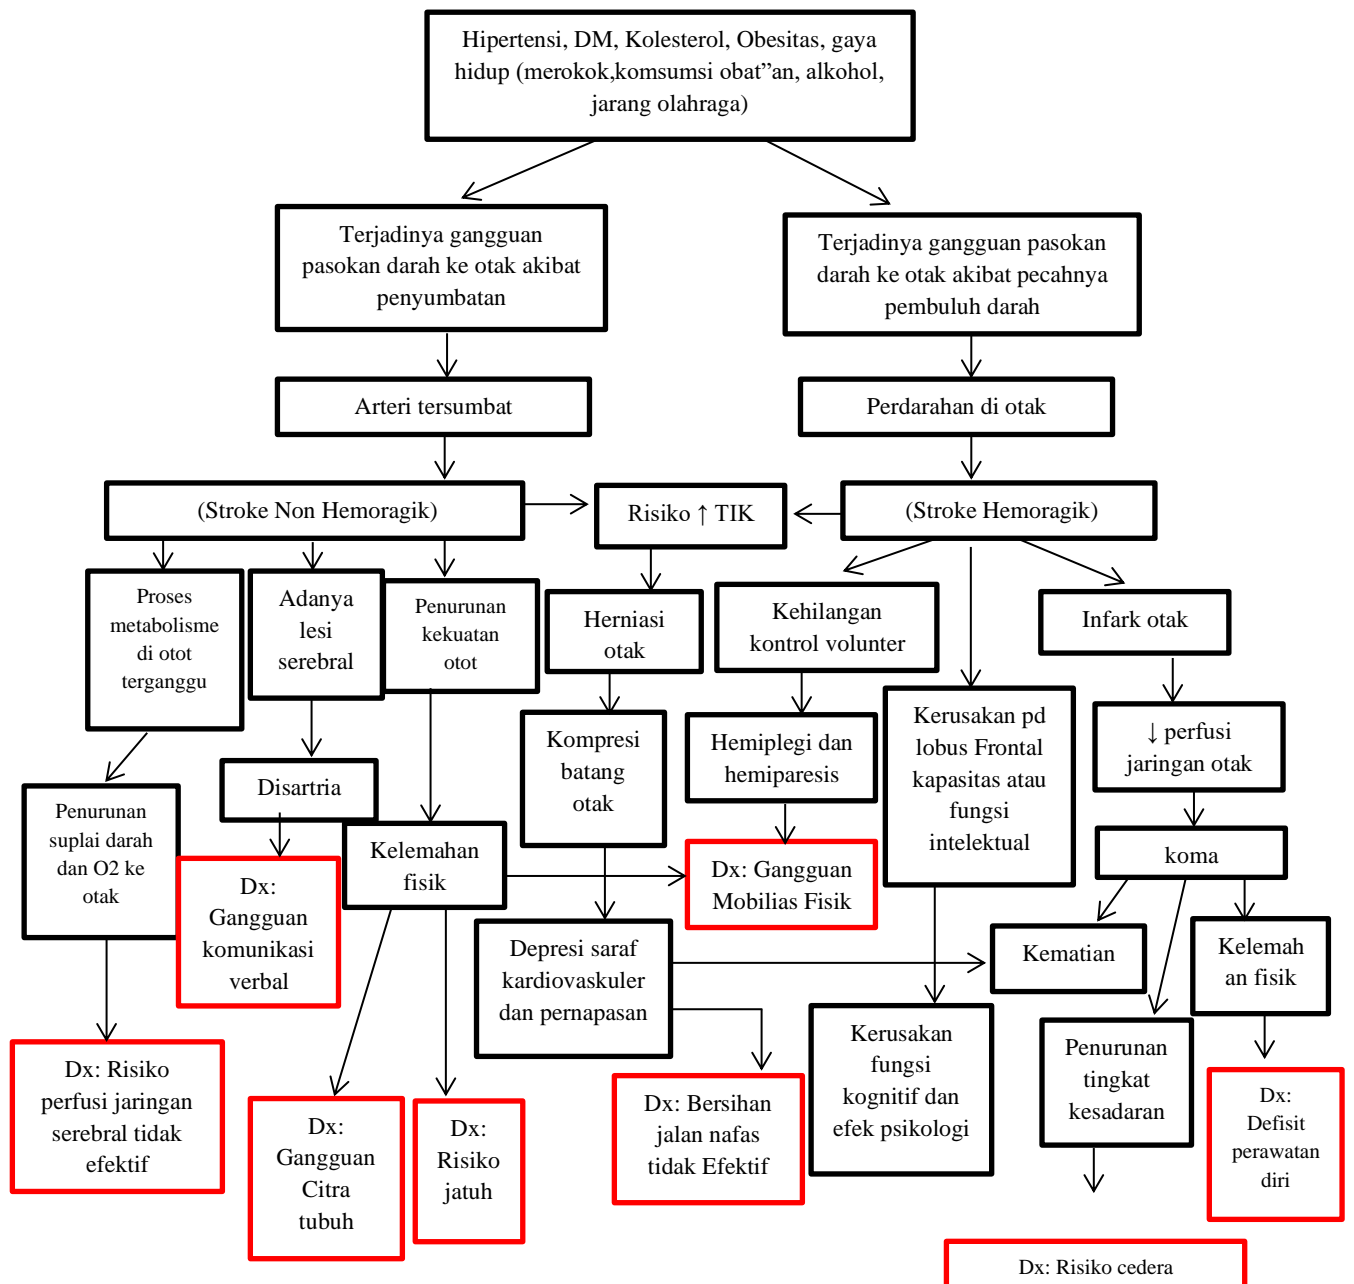 Hipertensi, DM, Kolesterol, Obesitas, gaya
hidup (merokok,komsumsi obat”an, alkohol,
jarang olahraga)
Terjadinya gangguan
pasokan darah ke otak akibat
penyumbatan
Terjadinya gangguan pasokan
darah ke otak akibat pecahnya
pembuluh darah
Arteri tersumbat
Perdarahan di otak
(Stroke Non Hemoragik)
Risiko ↑ TIK
(Stroke Hemoragik)
Proses
metabolisme
di otot
terganggu
Adanya
lesi
serebral
Penurunan
kekuatan
otot
Herniasi
otak
Kehilangan
kontrol volunter
Infark otak
Kompresi
batang
otak
Hemiplegi dan
hemiparesis
Kerusakan pd
lobus Frontal
kapasitas atau
fungsi
intelektual
↓ perfusi
jaringan otak
Disartria
Penurunan
suplai darah
dan O2 ke
otak
Kelemahan
fisik
Dx: Gangguan
Mobilias Fisik
koma
Dx:
Gangguan
komunikasi
verbal
Depresi saraf
kardiovaskuler
dan pernapasan
Kematian
Kelemah
an fisik
Kerusakan
fungsi
kognitif dan
efek psikologi
Penurunan
tingkat
kesadaran
Dx: Risiko
perfusi jaringan
serebral tidak
efektif
Dx:
Gangguan
Citra
tubuh
Dx:
Risiko
jatuh
Dx: Bersihan
jalan nafas
tidak Efektif
Dx:
Defisit
perawatan
diri
Dx: Risiko cedera